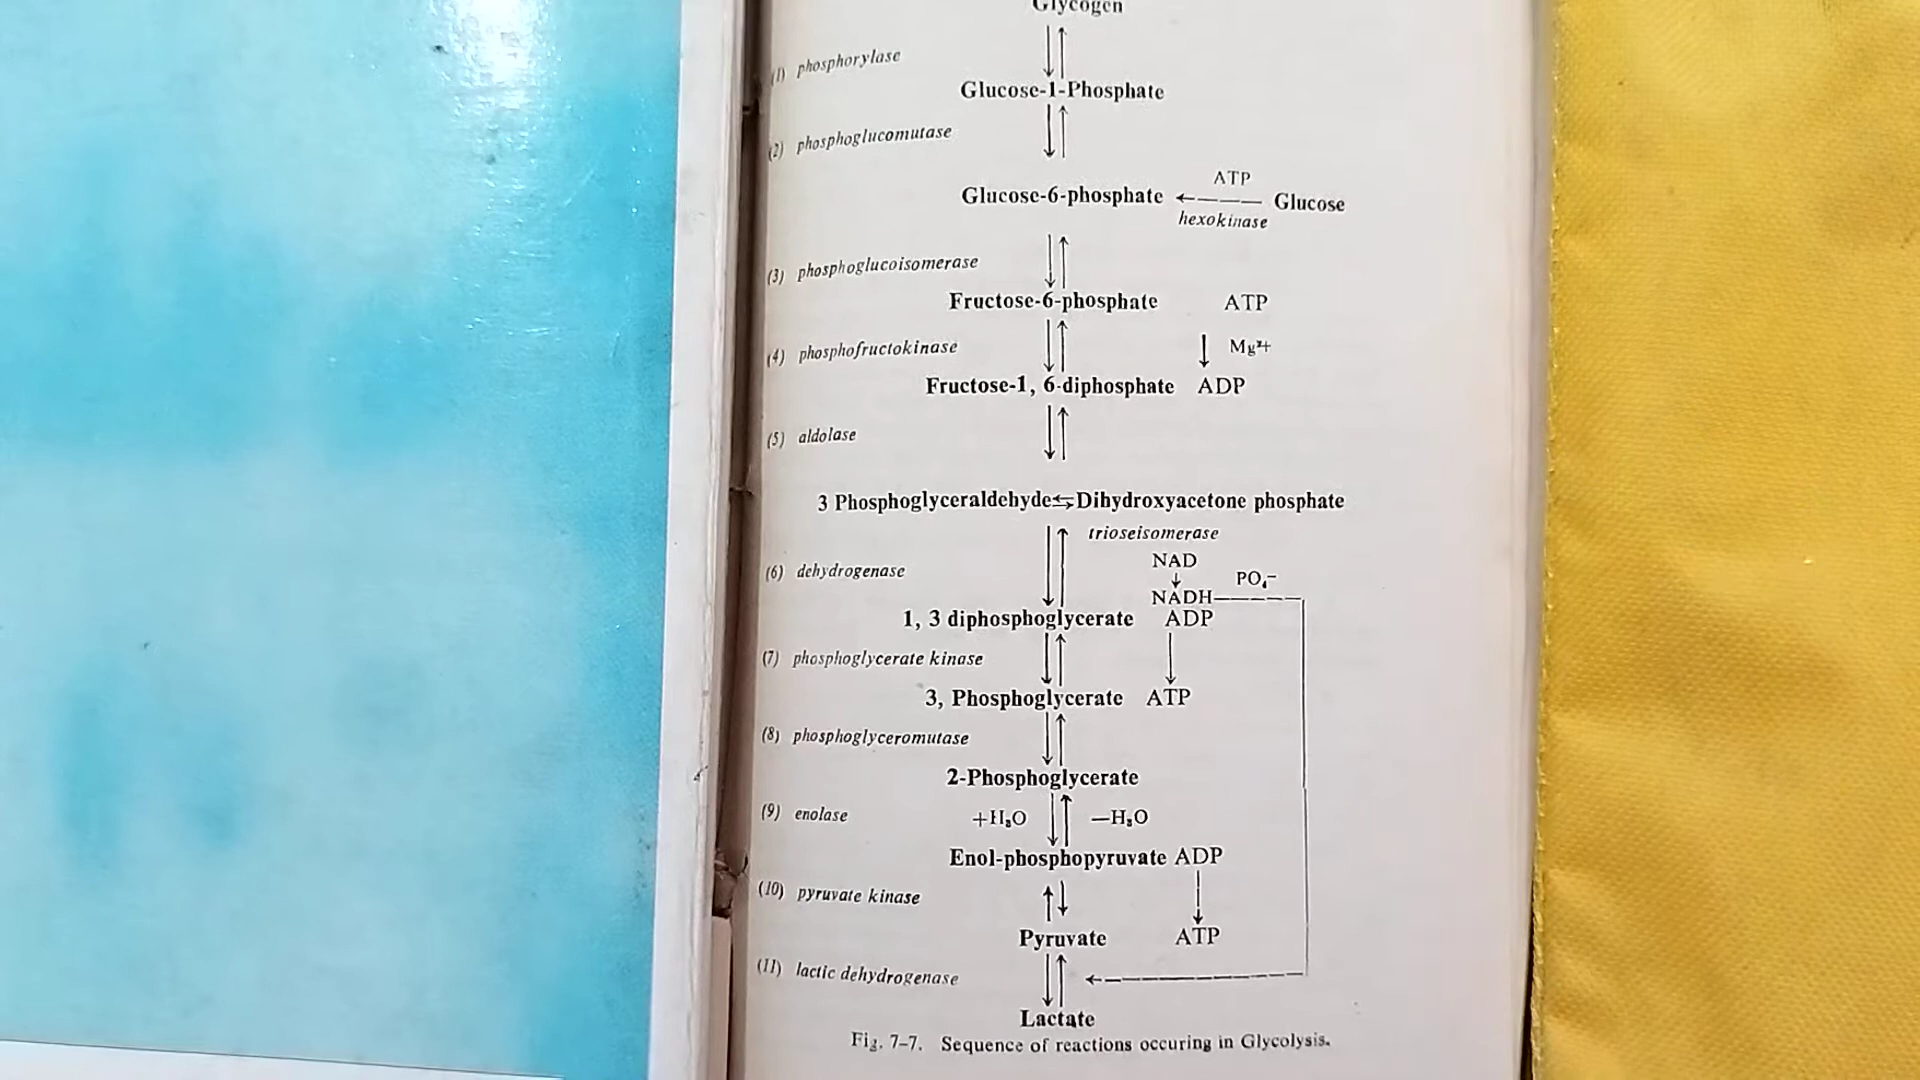 Glycogen
(1) phosphorylase
Glucose-1-Phosphate
(2) phosphoglucomutase
ATP
Glucose-6-phosphate ← Glucose
hexokinase
(3) phosphoglucoisomerase
Fructose-6-phosphate ATP
(4) phosphofructokinase Mg²+
Fructose-1, 6-diphosphate ADP
(5) aldolase
3 Phosphoglyceraldehyde⇆Dihydroxyacetone phosphate
trioseisomerase
NAD
(6) dehydrogenase PO₄⁻
NADH
1, 3 diphosphoglycerate ADP
(7) phosphoglycerate kinase
3, Phosphoglycerate ATP
(8) phosphoglyceromutase
2-Phosphoglycerate
(9) enolase +H₂O —H₂O
Enol-phosphopyruvate ADP
(10) pyruvate kinase
Pyruvate ATP
(11) lactic dehydrogenase
Lactate
Fig. 7–7. Sequence of reactions occuring in Glycolysis.